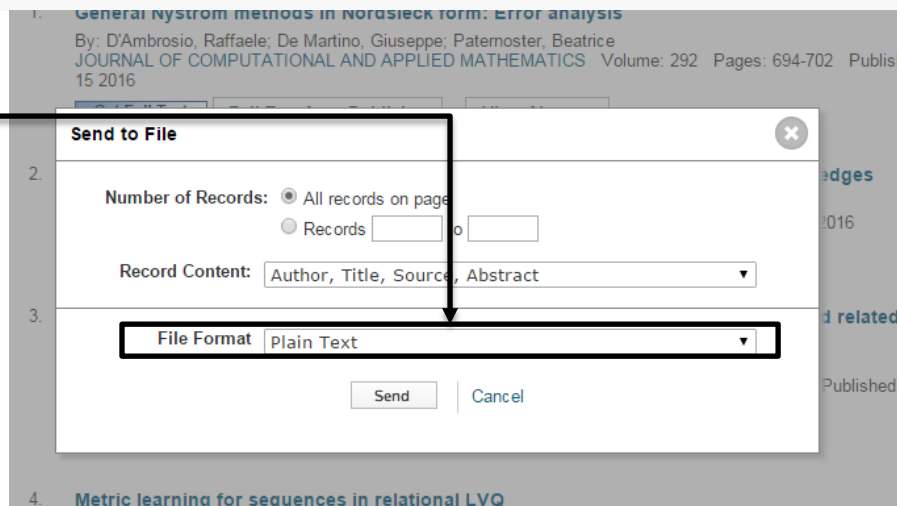 1. General Nystrom methods in Nordsieck form: Error analysis
By: D'Ambrosio, Raffaele; De Martino, Giuseppe; Paternoster, Beatrice
JOURNAL OF COMPUTATIONAL AND APPLIED MATHEMATICS Volume: 292 Pages: 694-702 Publis
15 2016
Send to File
2. edges
Number of Records: All records on page
2016
Records to
Record Content: Author, Title, Source, Abstract
3. d related
File Format Plain Text
Published
Send Cancel
4. Metric learning for sequences in relational LVQ